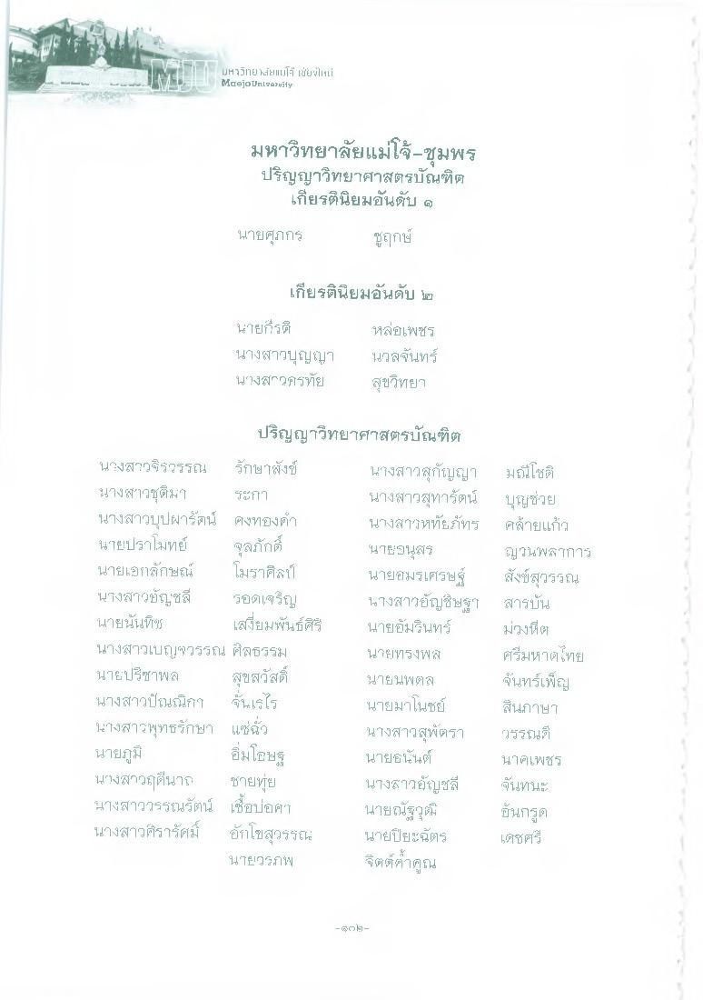 MJU มหาวิทยาลัยแม่โจ้ เชียงใหม่
Maejo University
มหาวิทยาลัยแม่โจ้-ชุมพร
ปริญญาวิทยาศาสตรบัณฑิต
เกียรตินิยมอันดับ ๑
นายศุภกร ชูฤกษ์
เกียรตินิยมอันดับ ๒
นายกีรติ หล่อเพชร
นางสาวบุญญา นวลจันทร์
นางสาวภรทัย สุขวิทยา
ปริญญาวิทยาศาสตรบัณฑิต
นางสาวจิรวรรณ รักษาสังข์ นางสาวสุกัญญา มณีโชติ
นางสาวชุติมา ระกา นางสาวสุทารัตน์ บุญช่วย
นางสาวบุปผารัตน์ คงทองคำ นางสาวหทัยภัทร คล้ายแก้ว
นายปราโมทย์ จุลภักดิ์ นายอนุสร ญวนพลาการ
นายเอกลักษณ์ โมราศิลป์ นายอมรเศรษฐ์ สังข์สุวรรณ
นางสาวอัญชลี รอดเจริญ นางสาวอัญชิษฐา สารบัน
นายนันทิช เสงี่ยมพันธ์ศิริ นายอัมรินทร์ ม่วงหีต
นางสาวเบญจวรรณ ศิลธรรม นายทรงพล ศรีมหาดไทย
นายปรีชาพล สุขสวัสดิ์ นายนพดล จันทร์เพ็ญ
นางสาวปัณณิกา จั่นเรไร นายมาโนชย์ สินภาษา
นางสาวพุทธรักษา แซ่ฉั่ว นางสาวสุพัตรา วรรณดี
นายภูมิ อิ่มโอษฐ นายธนันต์ นาคเพชร
นางสาวฤดีนาถ ชายทุ่ย นางสาวอัญชลี จันทนะ
นางสาววรรณรัตน์ เชื้อบ่อคา นายณัฐวุฒิ อ้นกรูด
นางสาวศิรารัศมิ์ อักโขสุวรรณ นายปิยะฉัตร เดชศรี
นายวรภพ จิตต์ค้ำคูณ
-๑๐๒-